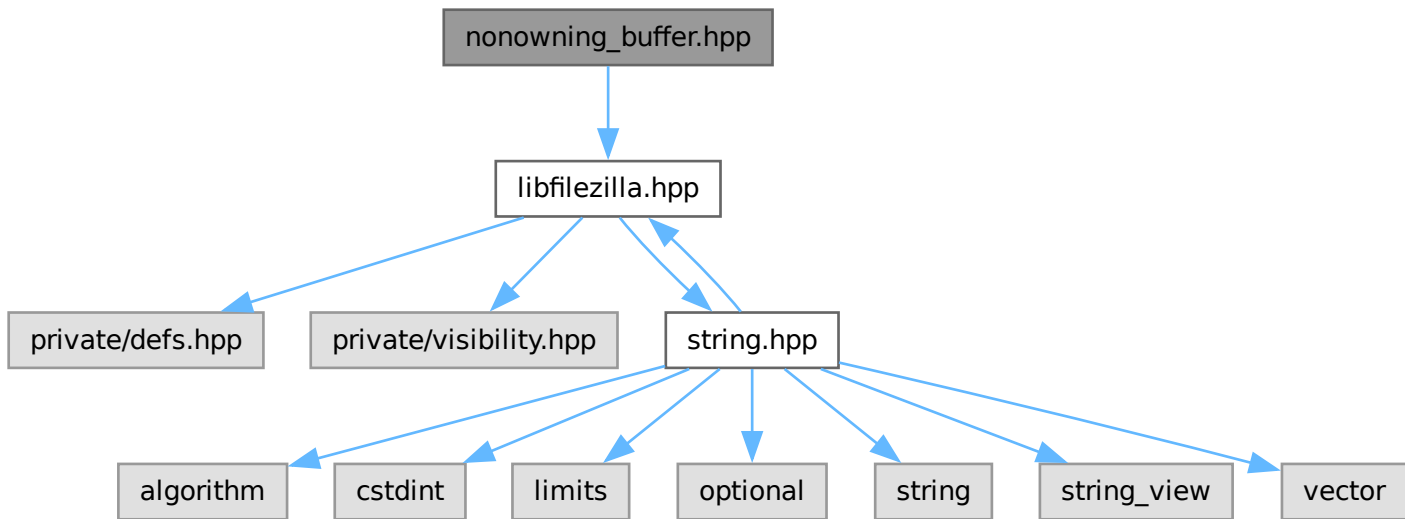 nonowning_buffer.hpp
libfilezilla.hpp
private/defs.hpp
private/visibility.hpp
string.hpp
algorithm
cstdint
limits
optional
string
string_view
vector